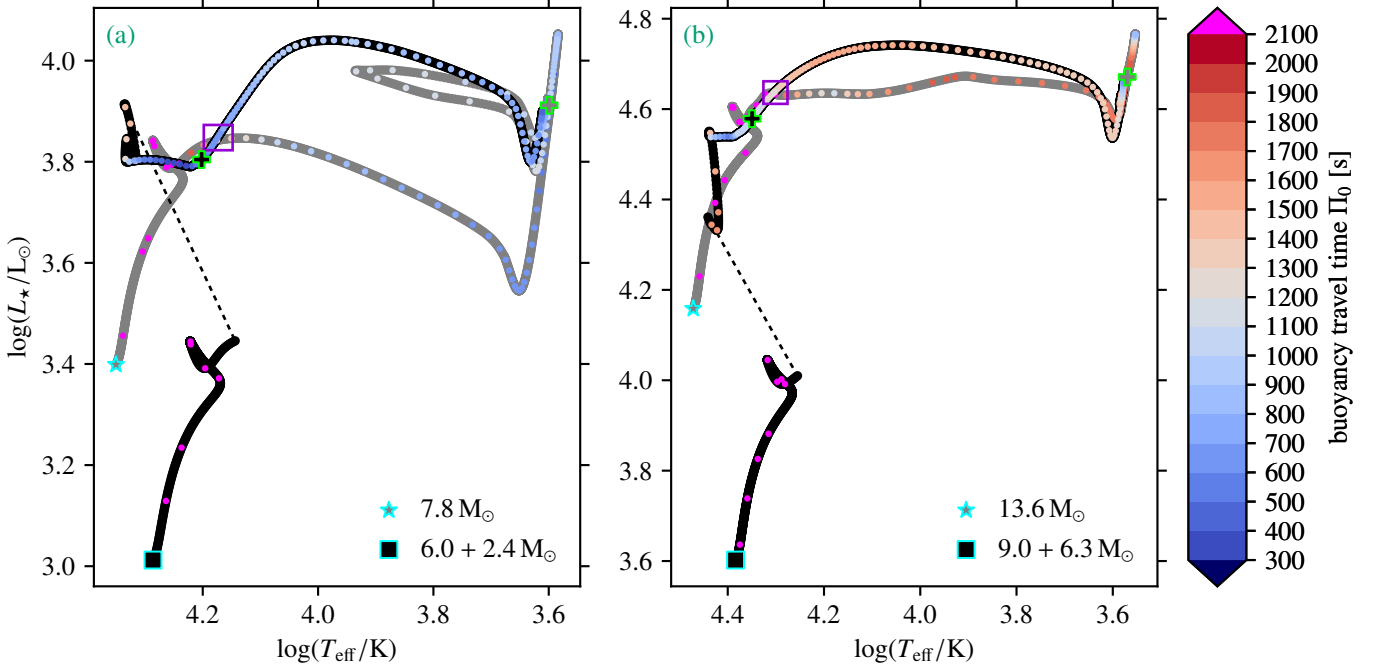 (a)
4.0
3.8
3.6
3.4
3.2
3.0
log(L⋆/L⊙)
4.2 4.0 3.8 3.6
log(Teff/K)
7.8 M⊙
6.0 + 2.4 M⊙
(b)
4.8
4.6
4.4
4.2
4.0
3.8
3.6
4.4 4.2 4.0 3.8 3.6
log(Teff/K)
13.6 M⊙
9.0 + 6.3 M⊙
2100
2000
1900
1800
1700
1600
1500
1400
1300
1200
1100
1000
900
800
700
600
500
400
300
buoyancy travel time Π0 [s]